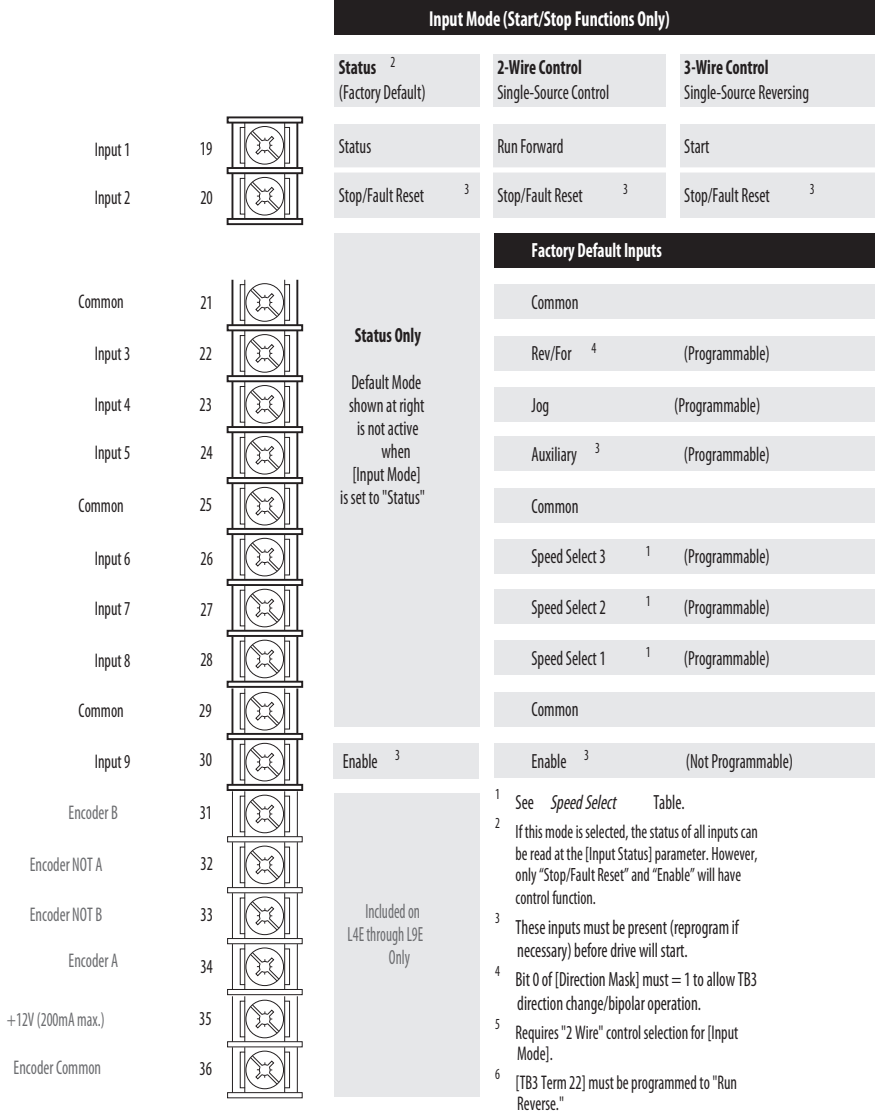 Input Mode (Start/Stop Functions Only)
Status 2 2-Wire Control 3-Wire Control
(Factory Default) Single-Source Control Single-Source Reversing
Input 1 19 Status Run Forward Start
Input 2 20 Stop/Fault Reset 3 Stop/Fault Reset 3 Stop/Fault Reset 3
Factory Default Inputs
Common 21 Common
Status Only
Input 3 22 Rev/For 4 (Programmable)
Default Mode
shown at right
is not active
when
[Input Mode]
is set to "Status"
Input 4 23 Jog (Programmable)
Input 5 24 Auxiliary 3 (Programmable)
Common 25 Common
Input 6 26 Speed Select 3 1 (Programmable)
Input 7 27 Speed Select 2 1 (Programmable)
Input 8 28 Speed Select 1 1 (Programmable)
Common 29 Common
Input 9 30 Enable 3 Enable 3 (Not Programmable)
Encoder B 31
Encoder NOT A 32
Encoder NOT B 33
Encoder A 34
+12V (200mA max.) 35
Encoder Common 36
Included on
L4E through L9E
Only
1 See Speed Select Table.
2 If this mode is selected, the status of all inputs can
be read at the [Input Status] parameter. However,
only “Stop/Fault Reset” and “Enable” will have
control function.
3 These inputs must be present (reprogram if
necessary) before drive will start.
4 Bit 0 of [Direction Mask] must = 1 to allow TB3
direction change/bipolar operation.
5 Requires "2 Wire" control selection for [Input
Mode].
6 [TB3 Term 22] must be programmed to "Run
Reverse."